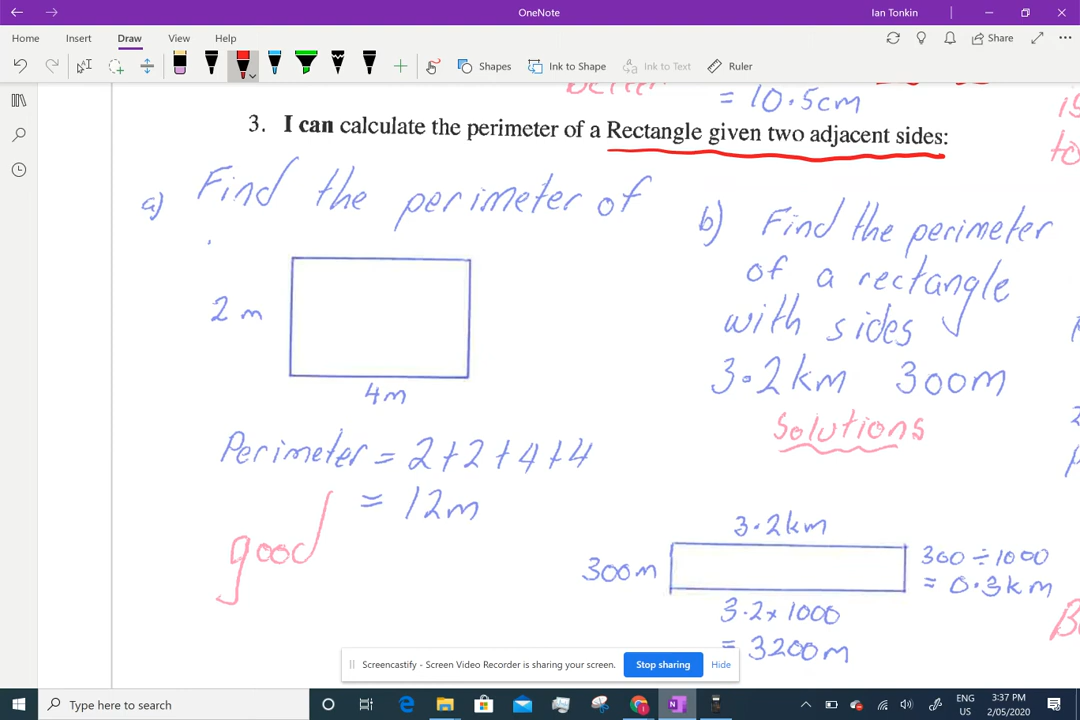 OneNote
Ian Tonkin
Home Insert Draw View Help
Share
Shapes Ink to Shape Ink to Text Ruler
better
= 10.5cm
is
to
3. I can calculate the perimeter of a Rectangle given two adjacent sides:
a) Find the perimeter of
2 m
4m
Perimeter = 2+2+4+4
= 12m
good
b) Find the perimeter
of a rectangle
with sides
3.2km 300m
Solutions
3.2km
300m
300 ÷ 1000
= 0.3km
3.2 x 1000
= 3200m
Screencastify - Screen Video Recorder is sharing your screen.
Stop sharing
Hide
Type here to search
ENG
US
3:37 PM
2/05/2020